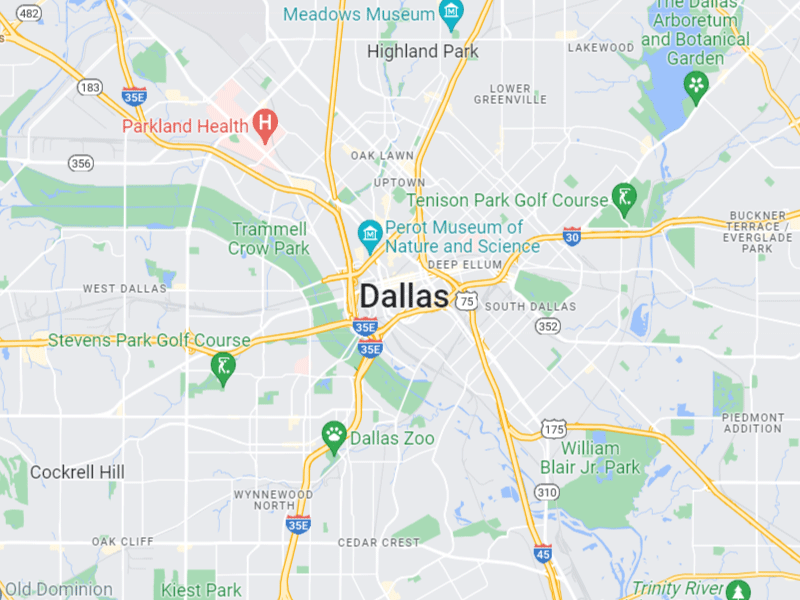 482
Meadows Museum
The Dallas
Arboretum
and Botanical
Garden
Highland Park
LAKEWOOD
183
35E
LOWER
GREENVILLE
Parkland Health
H
356
OAK LAWN
UPTOWN
Tenison Park Golf Course
Trammell
Crow Park
Perot Museum of
Nature and Science
30
BUCKNER
TERRACE /
EVERGLADE
PARK
DEEP ELLUM
WEST DALLAS
Dallas
75
SOUTH DALLAS
35E
352
Stevens Park Golf Course
35E
Dallas Zoo
175
PIEDMONT
ADDITION
William
Blair Jr. Park
Cockrell Hill
310
WYNNEWOOD
NORTH
35E
OAK CLIFF
CEDAR CREST
45
Old Dominion
Kiest Park
Trinity River